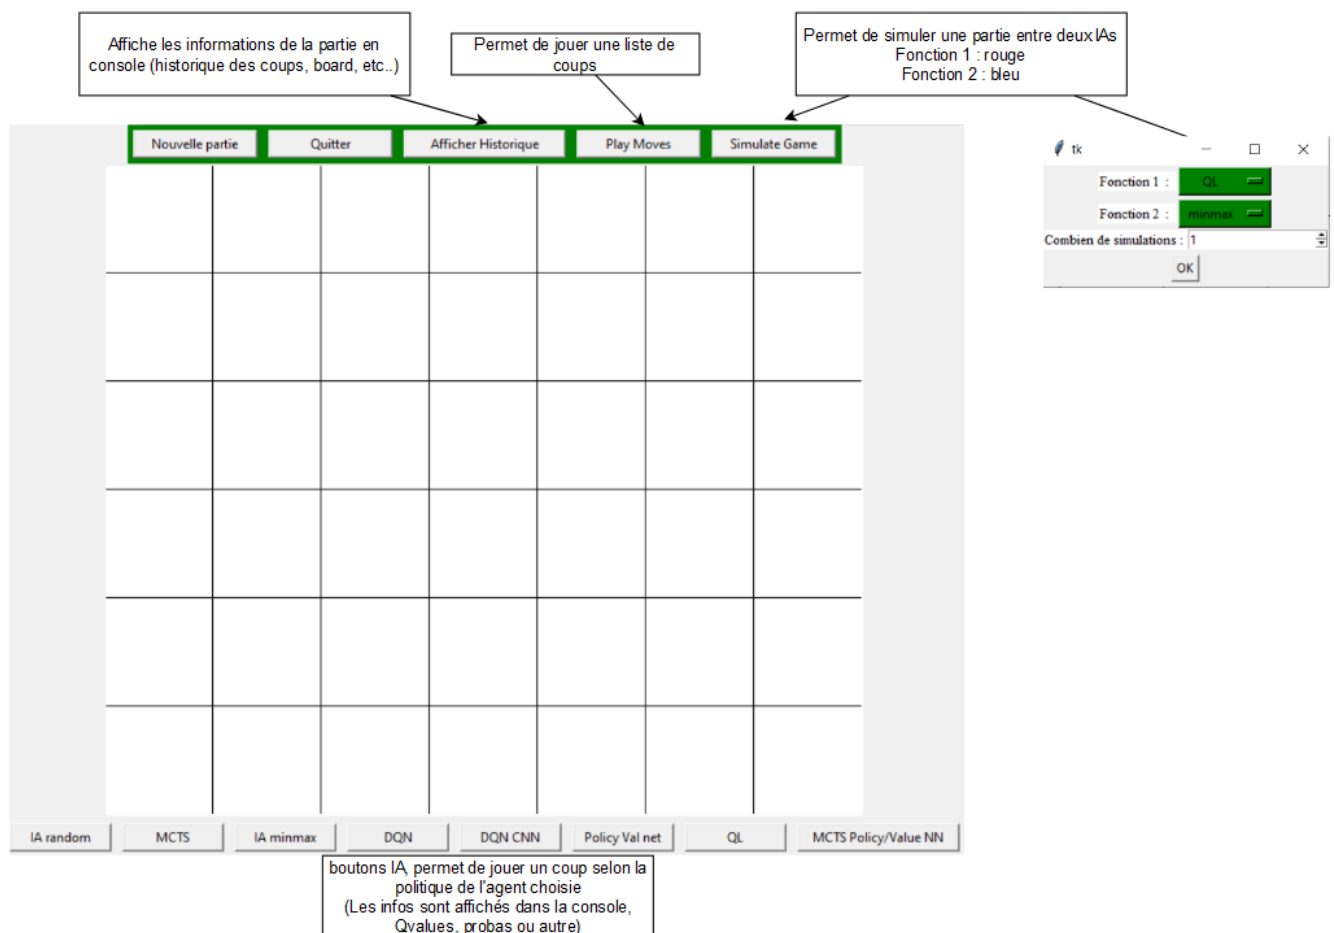 Affiche les informations de la partie en
console (historique des coups, board, etc..)
Permet de jouer une liste de
coups
Permet de simuler une partie entre deux IAs
Fonction 1 : rouge
Fonction 2 : bleu
Nouvelle partie
Quitter
Afficher Historique
Play Moves
Simulate Game
tk
Fonction 1 :
QL
Fonction 2 :
minmax
Combien de simulations :
1
OK
IA random
MCTS
IA minmax
DQN
DQN CNN
Policy Val net
QL
MCTS Policy/Value NN
boutons IA, permet de jouer un coup selon la
politique de l'agent choisie
(Les infos sont affichés dans la console,
Qvalues, probas ou autre)